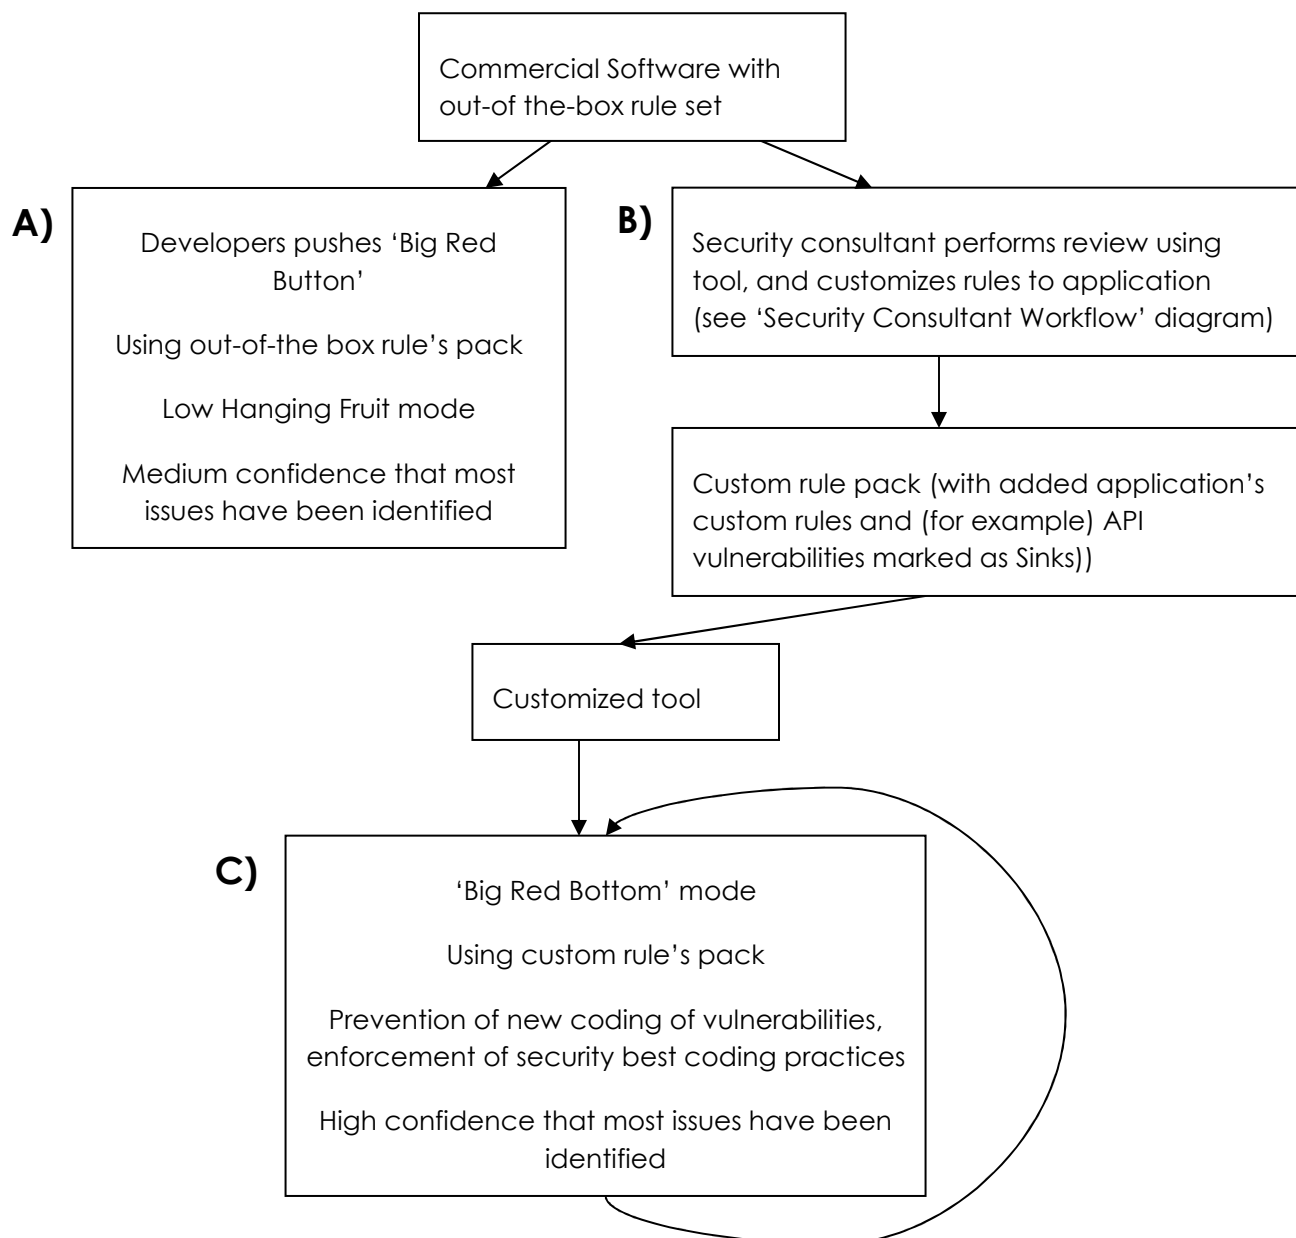 Commercial Software with
out-of the-box rule set
A)
Developers pushes ‘Big Red
Button’
Using out-of-the box rule’s pack
Low Hanging Fruit mode
Medium confidence that most
issues have been identified
B)
Security consultant performs review using
tool, and customizes rules to application
(see ‘Security Consultant Workflow’ diagram)
Custom rule pack (with added application’s
custom rules and (for example) API
vulnerabilities marked as Sinks))
Customized tool
C)
‘Big Red Bottom’ mode
Using custom rule’s pack
Prevention of new coding of vulnerabilities,
enforcement of security best coding practices
High confidence that most issues have been
identified